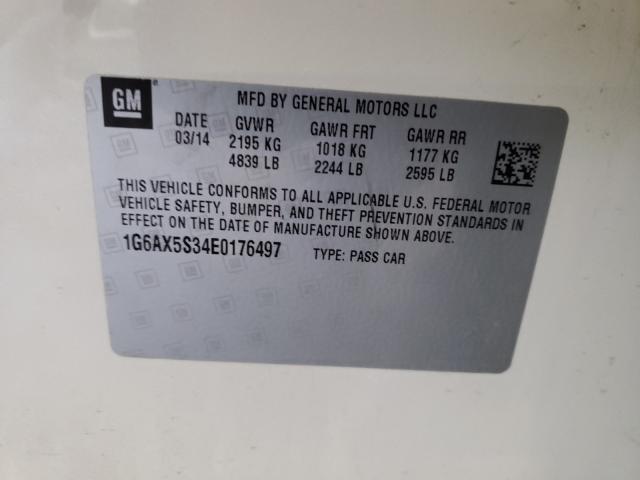 GM
MFD BY GENERAL MOTORS LLC
DATE GVWR GAWR FRT GAWR RR
03/14 2195 KG 1018 KG 1177 KG
4839 LB 2244 LB 2595 LB
THIS VEHICLE CONFORMS TO ALL APPLICABLE U.S. FEDERAL MOTOR
VEHICLE SAFETY, BUMPER, AND THEFT PREVENTION STANDARDS IN
EFFECT ON THE DATE OF MANUFACTURE SHOWN ABOVE.
1G6AX5S34E0176497 TYPE: PASS CAR